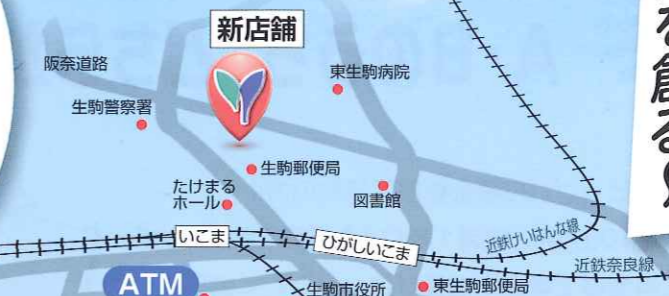 新店舗
を創る
阪奈道路
東生駒病院
生駒警察署
生駒郵便局
たけまる
ホール
図書館
いこま
ひがしいこま
近鉄けいはんな線
近鉄奈良線
ATM
生駒市役所
東生駒郵便局